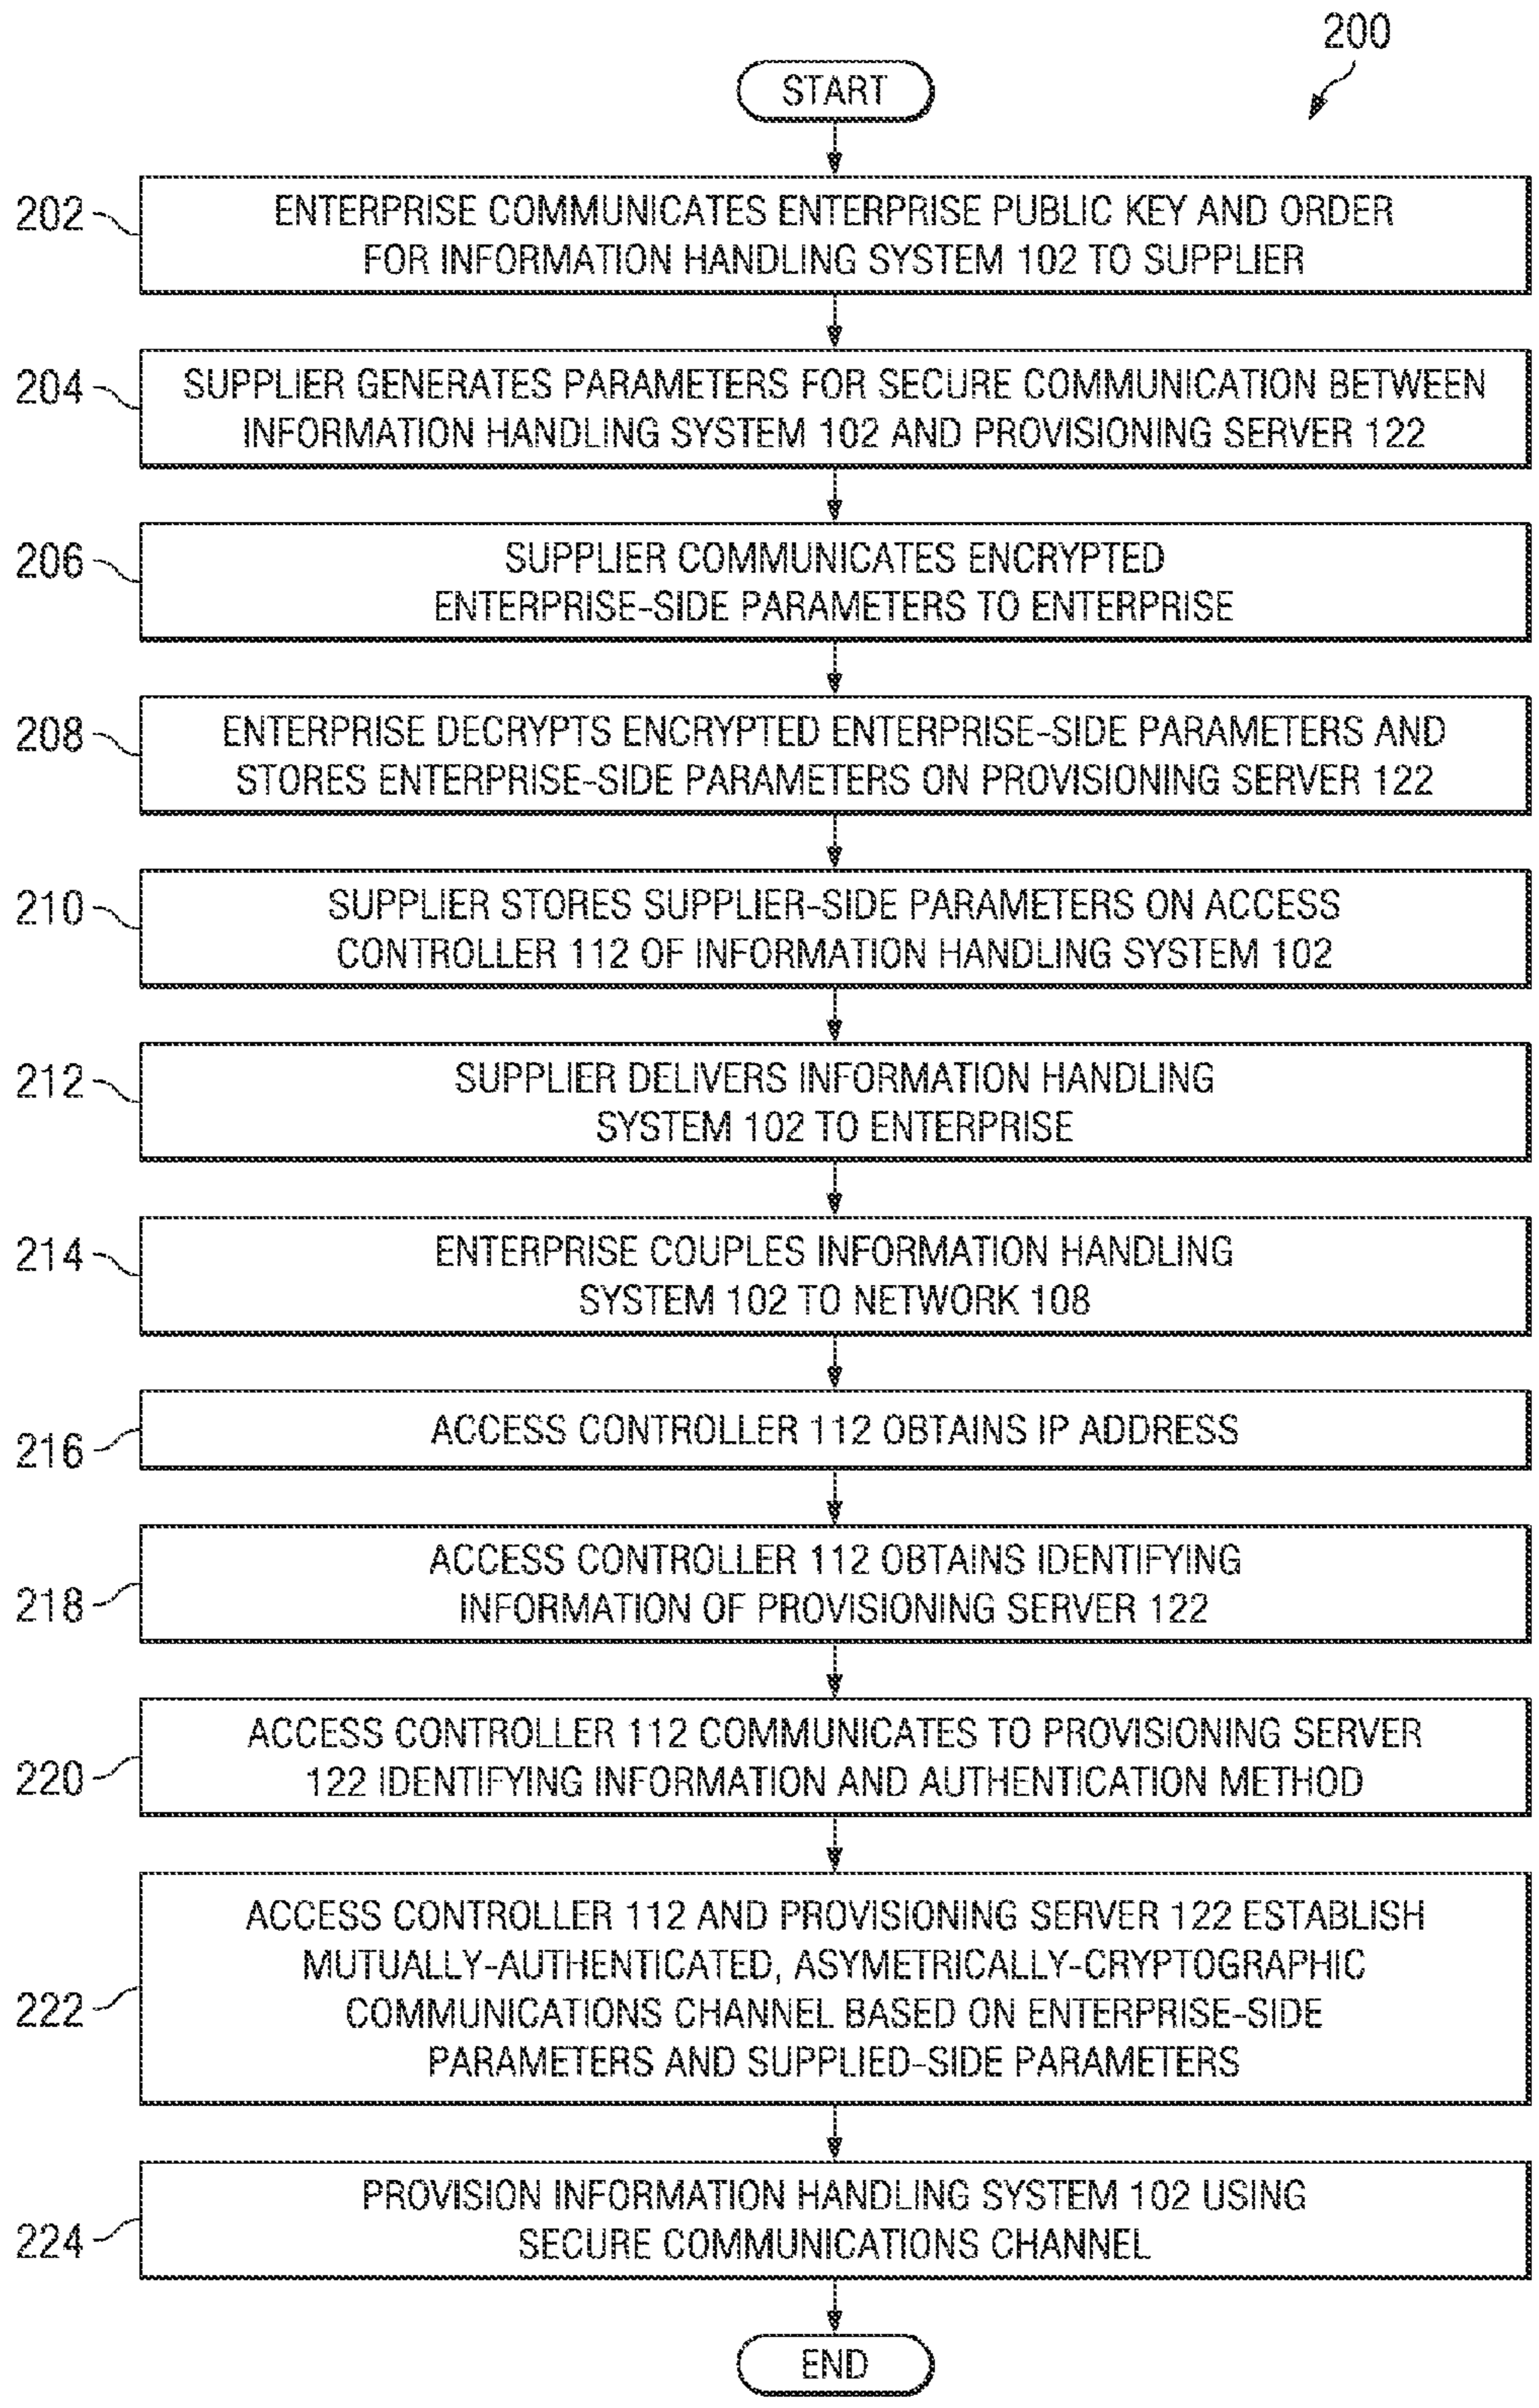 200
START
202
ENTERPRISE COMMUNICATES ENTERPRISE PUBLIC KEY AND ORDER
FOR INFORMATION HANDLING SYSTEM 102 TO SUPPLIER
204
SUPPLIER GENERATES PARAMETERS FOR SECURE COMMUNICATION BETWEEN
INFORMATION HANDLING SYSTEM 102 AND PROVISIONING SERVER 122
206
SUPPLIER COMMUNICATES ENCRYPTED
ENTERPRISE-SIDE PARAMETERS TO ENTERPRISE
208
ENTERPRISE DECRYPTS ENCRYPTED ENTERPRISE-SIDE PARAMETERS AND
STORES ENTERPRISE-SIDE PARAMETERS ON PROVISIONING SERVER 122
210
SUPPLIER STORES SUPPLIER-SIDE PARAMETERS ON ACCESS
CONTROLLER 112 OF INFORMATION HANDLING SYSTEM 102
212
SUPPLIER DELIVERS INFORMATION HANDLING
SYSTEM 102 TO ENTERPRISE
214
ENTERPRISE COUPLES INFORMATION HANDLING
SYSTEM 102 TO NETWORK 108
216
ACCESS CONTROLLER 112 OBTAINS IP ADDRESS
218
ACCESS CONTROLLER 112 OBTAINS IDENTIFYING
INFORMATION OF PROVISIONING SERVER 122
220
ACCESS CONTROLLER 112 COMMUNICATES TO PROVISIONING SERVER
122 IDENTIFYING INFORMATION AND AUTHENTICATION METHOD
222
ACCESS CONTROLLER 112 AND PROVISIONING SERVER 122 ESTABLISH
MUTUALLY-AUTHENTICATED, ASYMETRICALLY-CRYPTOGRAPHIC
COMMUNICATIONS CHANNEL BASED ON ENTERPRISE-SIDE
PARAMETERS AND SUPPLIED-SIDE PARAMETERS
224
PROVISION INFORMATION HANDLING SYSTEM 102 USING
SECURE COMMUNICATIONS CHANNEL
END